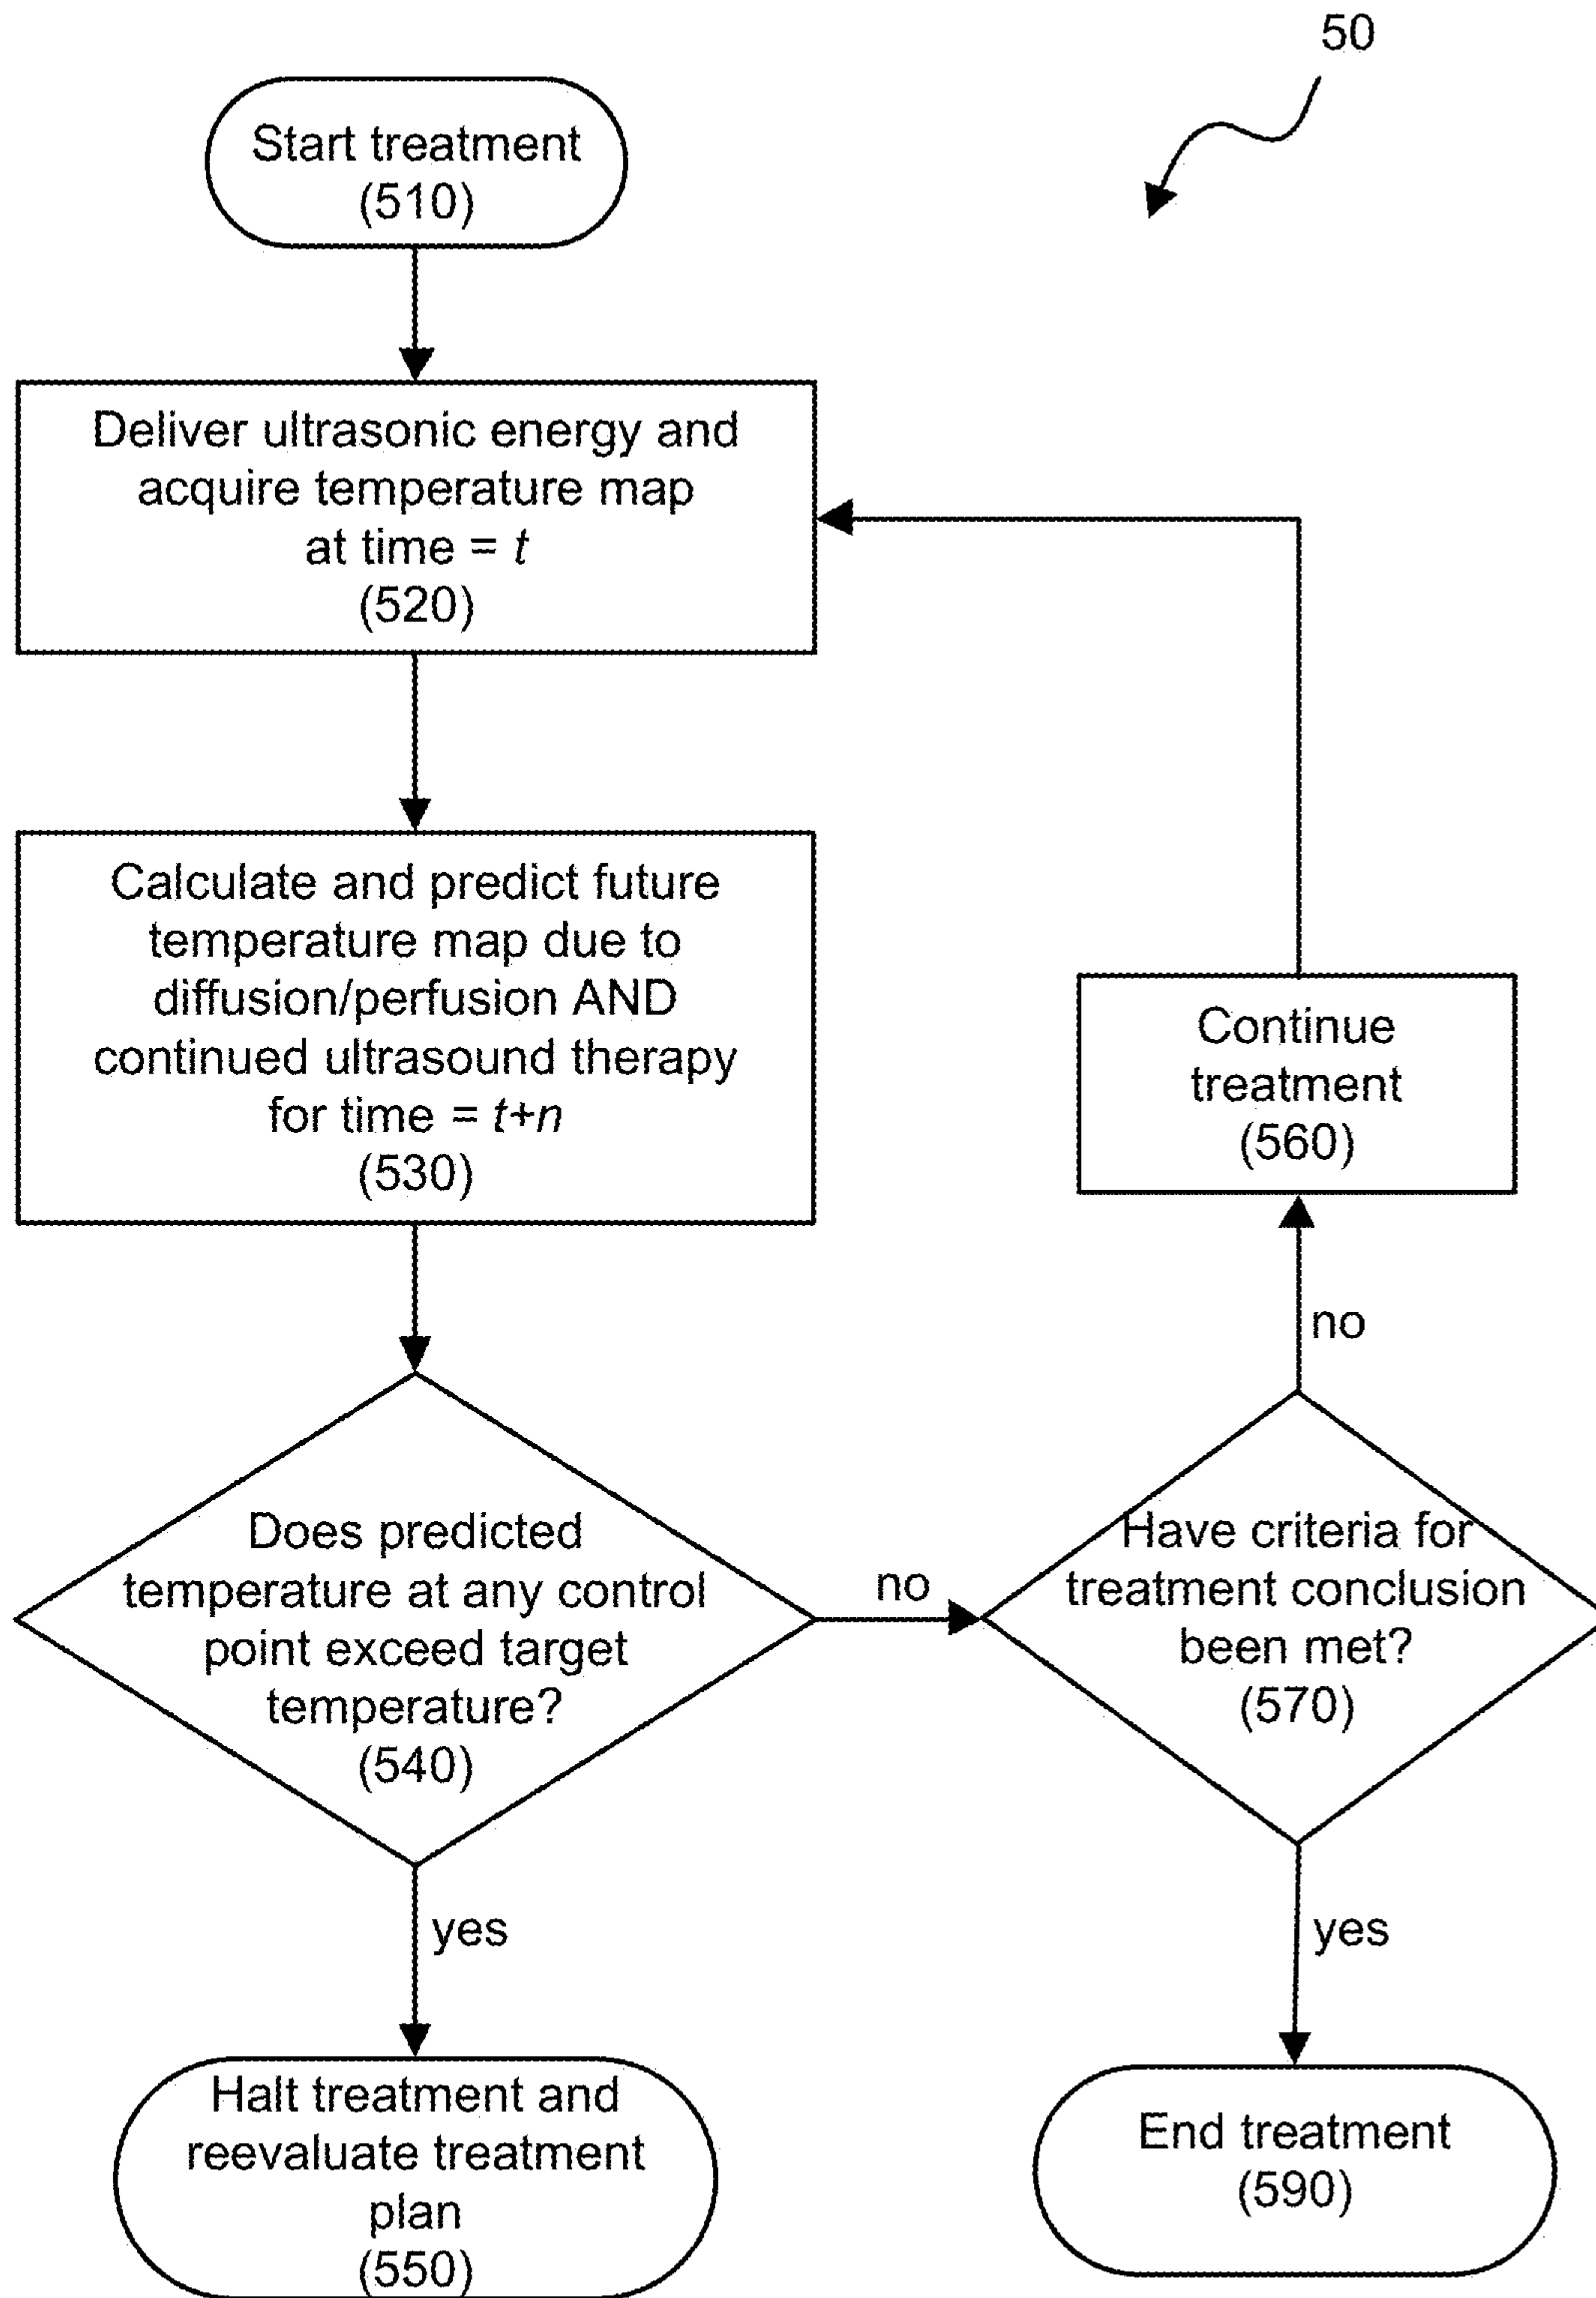 50
Start treatment
(510)
Deliver ultrasonic energy and
acquire temperature map
at time = t
(520)
Calculate and predict future
temperature map due to
diffusion/perfusion AND
continued ultrasound therapy
for time = t+n
(530)
Continue
treatment
(560)
no
Does predicted
temperature at any control
point exceed target
temperature?
(540)
no
Have criteria for
treatment conclusion
been met?
(570)
yes
yes
Halt treatment and
reevaluate treatment
plan
(550)
End treatment
(590)